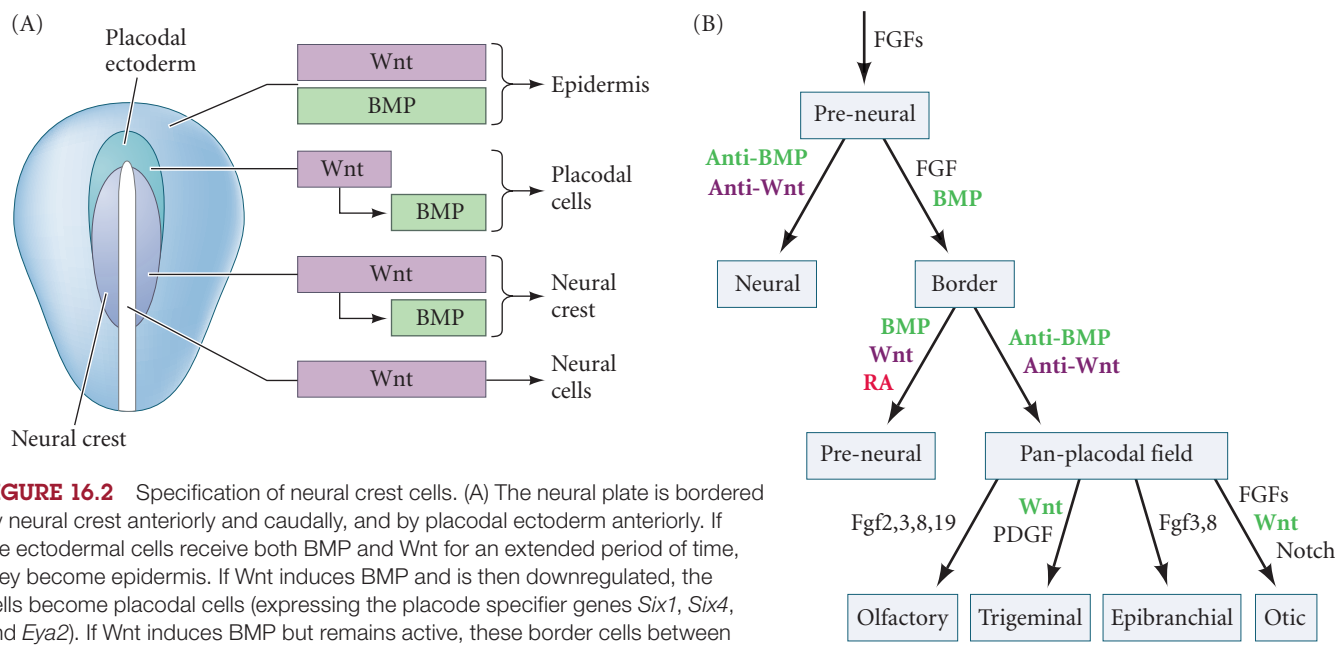 (A)
Placodal
ectoderm
Wnt
BMP
Epidermis
Wnt
BMP
Placodal
cells
Wnt
BMP
Neural
crest
Wnt
Neural
cells
Neural crest
(B)
FGFs
Pre-neural
Anti-BMP
Anti-Wnt
FGF
BMP
Neural
Border
BMP
Wnt
RA
Anti-BMP
Anti-Wnt
Pre-neural
Pan-placodal field
Fgf2,3,8,19
Wnt
PDGF
Fgf3,8
FGFs
Wnt
Notch
Olfactory
Trigeminal
Epibranchial
Otic
IGURE 16.2 Specification of neural crest cells. (A) The neural plate is bordered
y neural crest anteriorly and caudally, and by placodal ectoderm anteriorly. If
e ectodermal cells receive both BMP and Wnt for an extended period of time,
ey become epidermis. If Wnt induces BMP and is then downregulated, the
ells become placodal cells (expressing the placode specifier genes Six1, Six4,
nd Eya2). If Wnt induces BMP but remains active, these border cells between